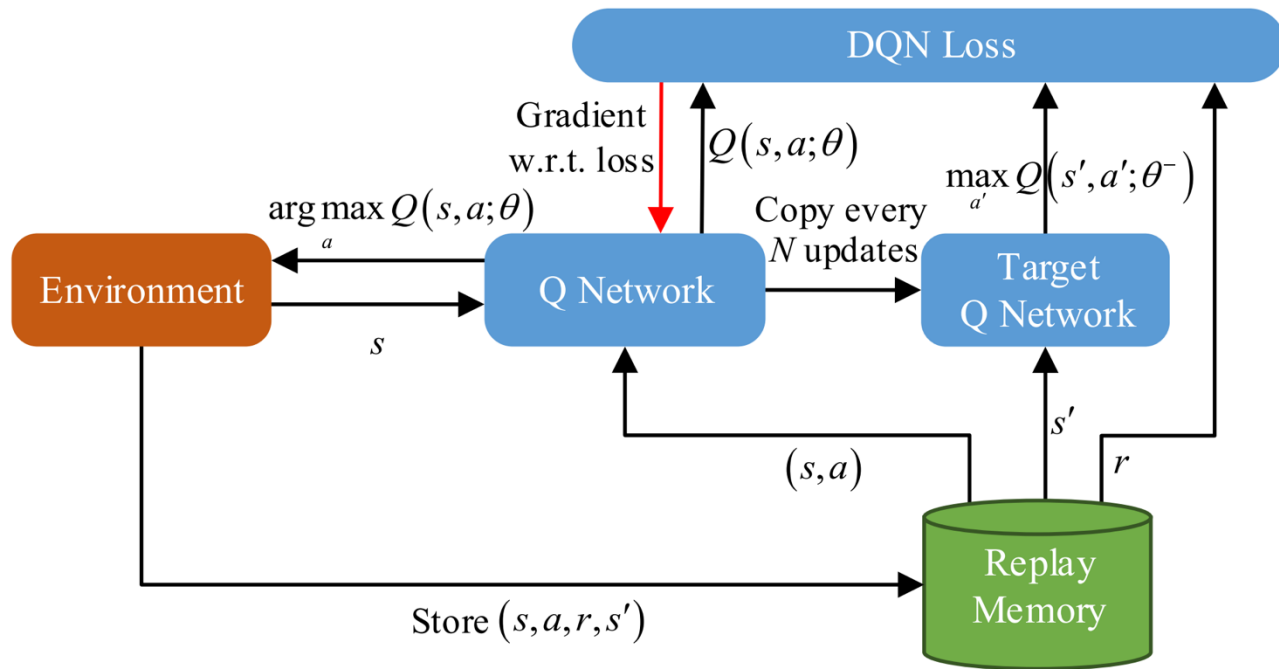 DQN Loss
Gradient
w.r.t. loss
Q(s,a;θ)
max Q(s′,a′;θ⁻)
a′
arg max Q(s,a;θ)
a
Copy every
N updates
Environment
Q Network
Target
Q Network
s
(s,a)
s′
r
Replay
Memory
Store (s,a,r,s′)